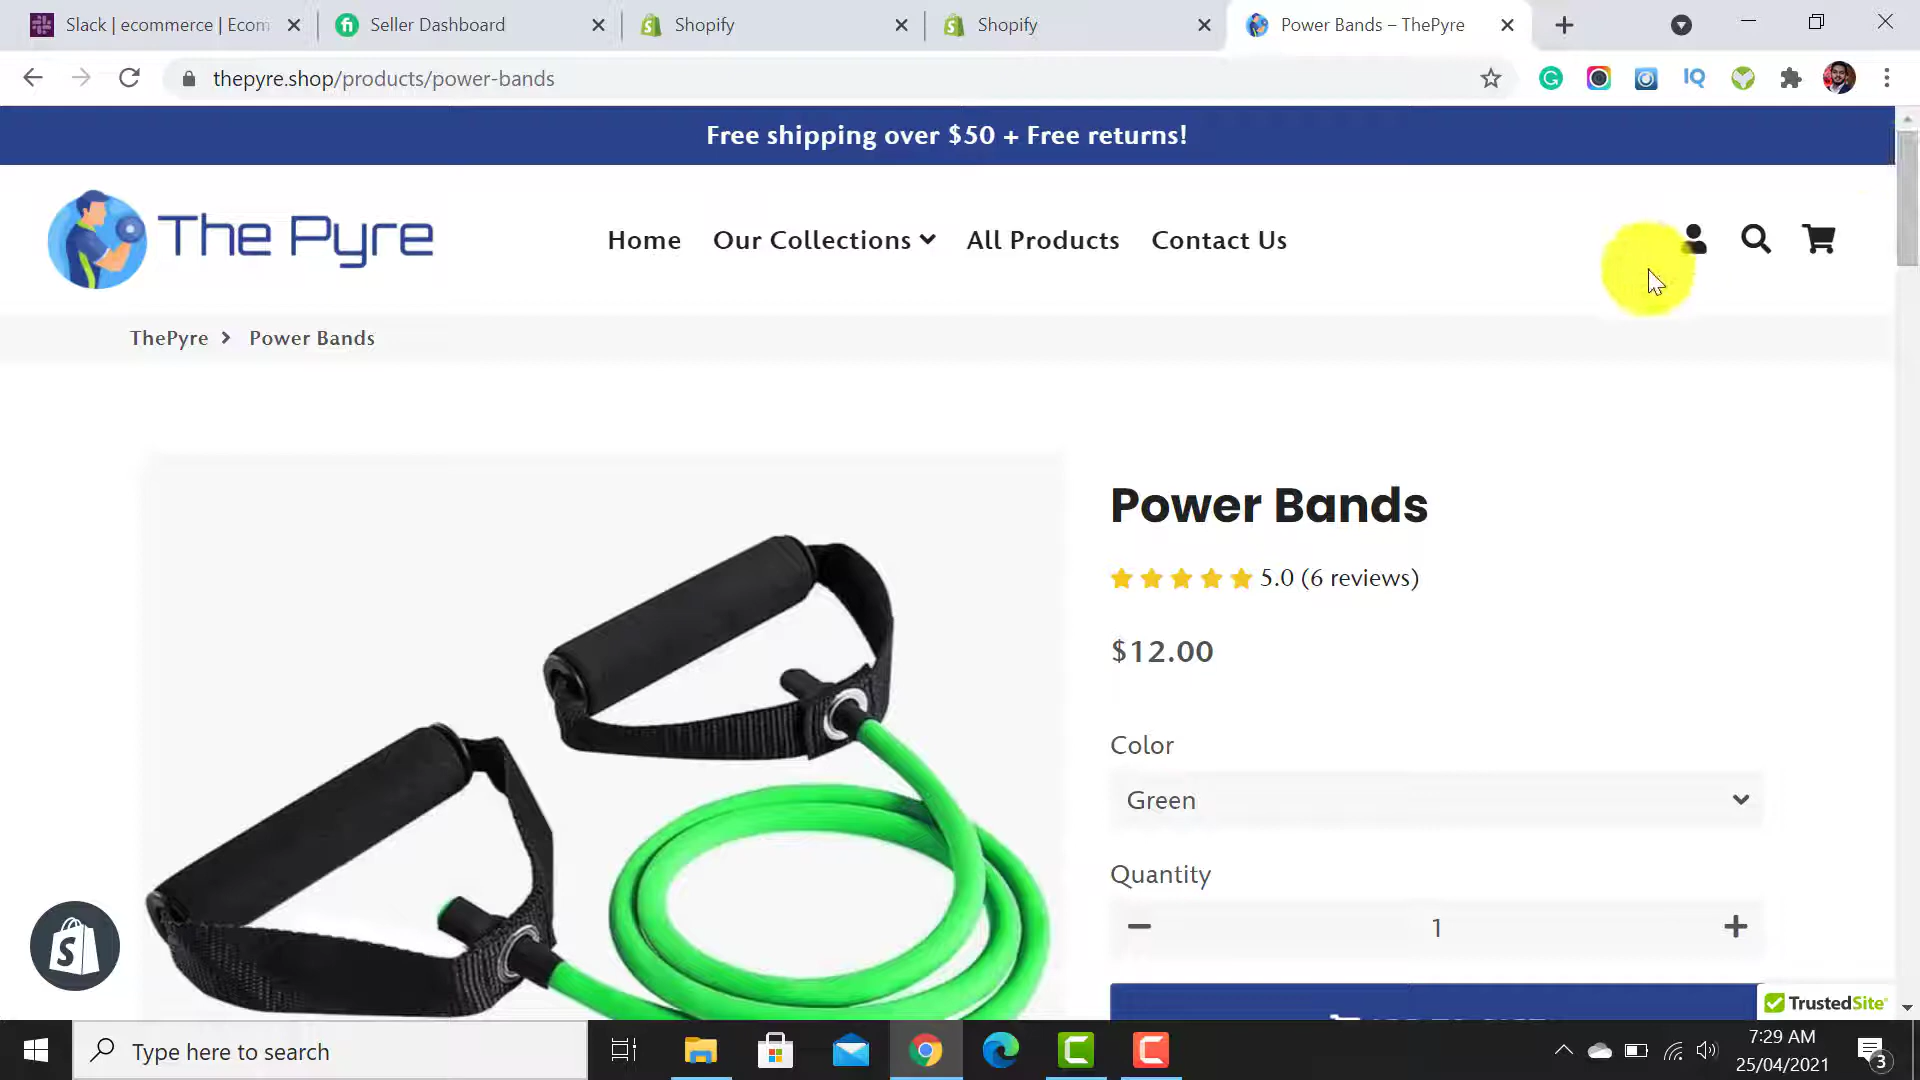 Slack | ecommerce | Ecom
Seller Dashboard
Shopify
Shopify
Power Bands – ThePyre
thepyre.shop/products/power-bands
IQ
Free shipping over $50 + Free returns!
The Pyre
Home
Our Collections
All Products
Contact Us
ThePyre
Power Bands
Power Bands
5.0 (6 reviews)
$12.00
Color
Green
Quantity
1
TrustedSite
Type here to search
7:29 AM
25/04/2021
3